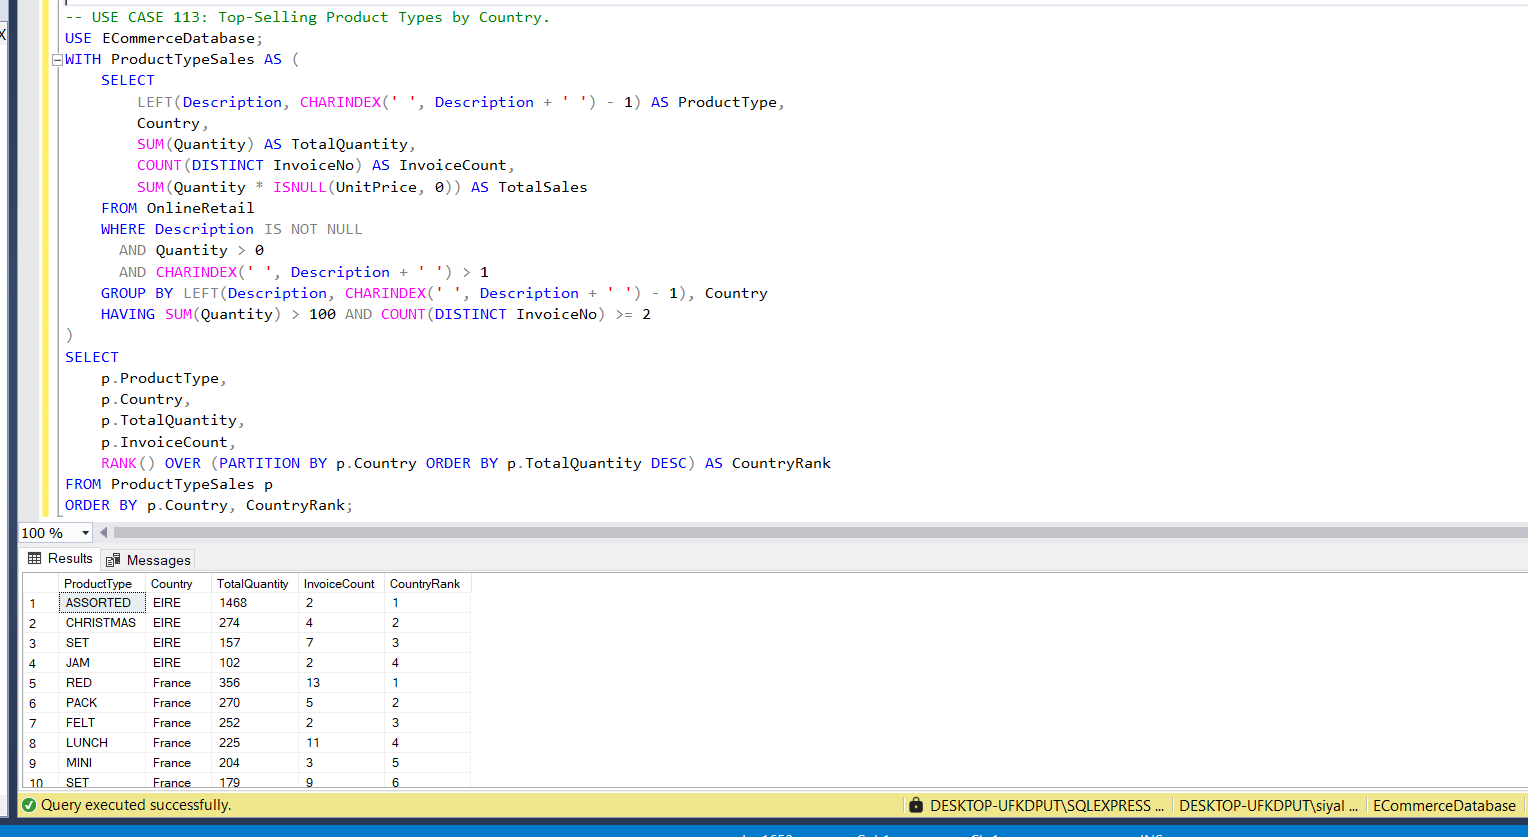 -- USE CASE 113: Top-Selling Product Types by Country.
USE ECommerceDatabase;
WITH ProductTypeSales AS (
    SELECT
        LEFT(Description, CHARINDEX(' ', Description + ' ') - 1) AS ProductType,
        Country,
        SUM(Quantity) AS TotalQuantity,
        COUNT(DISTINCT InvoiceNo) AS InvoiceCount,
        SUM(Quantity * ISNULL(UnitPrice, 0)) AS TotalSales
    FROM OnlineRetail
    WHERE Description IS NOT NULL
      AND Quantity > 0
      AND CHARINDEX(' ', Description + ' ') > 1
    GROUP BY LEFT(Description, CHARINDEX(' ', Description + ' ') - 1), Country
    HAVING SUM(Quantity) > 100 AND COUNT(DISTINCT InvoiceNo) >= 2
)
SELECT
    p.ProductType,
    p.Country,
    p.TotalQuantity,
    p.InvoiceCount,
    RANK() OVER (PARTITION BY p.Country ORDER BY p.TotalQuantity DESC) AS CountryRank
FROM ProductTypeSales p
ORDER BY p.Country, CountryRank;
100 %
Results Messages
ProductType Country TotalQuantity InvoiceCount CountryRank
1 ASSORTED EIRE 1468 2 1
2 CHRISTMAS EIRE 274 4 2
3 SET EIRE 157 7 3
4 JAM EIRE 102 2 4
5 RED France 356 13 1
6 PACK France 270 5 2
7 FELT France 252 2 3
8 LUNCH France 225 11 4
9 MINI France 204 3 5
10 SET France 179 9 6
Query executed successfully. DESKTOP-UFKDPUT\SQLEXPRESS ... DESKTOP-UFKDPUT\siyal ... ECommerceDatabase